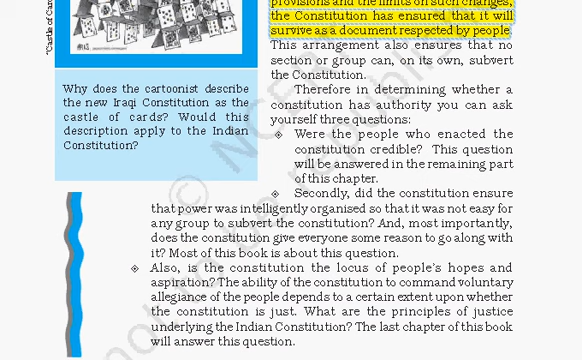 "Castle of Car
provisions and the limits on such changes,
the Constitution has ensured that it will
survive as a document respected by people.
This arrangement also ensures that no
section or group can, on its own, subvert
the Constitution.
Therefore in determining whether a
constitution has authority you can ask
yourself three questions:
Were the people who enacted the
constitution credible? This question
will be answered in the remaining part
of this chapter.
Secondly, did the constitution ensure
that power was intelligently organised so that it was not easy for
any group to subvert the constitution? And, most importantly,
does the constitution give everyone some reason to go along with
it? Most of this book is about this question.
Also, is the constitution the locus of people's hopes and
aspiration? The ability of the constitution to command voluntary
allegiance of the people depends to a certain extent upon whether
the constitution is just. What are the principles of justice
underlying the Indian Constitution? The last chapter of this book
will answer this question.
Why does the cartoonist describe
the new Iraqi Constitution as the
castle of cards? Would this
description apply to the Indian
Constitution?
© NCERT
not to be republished